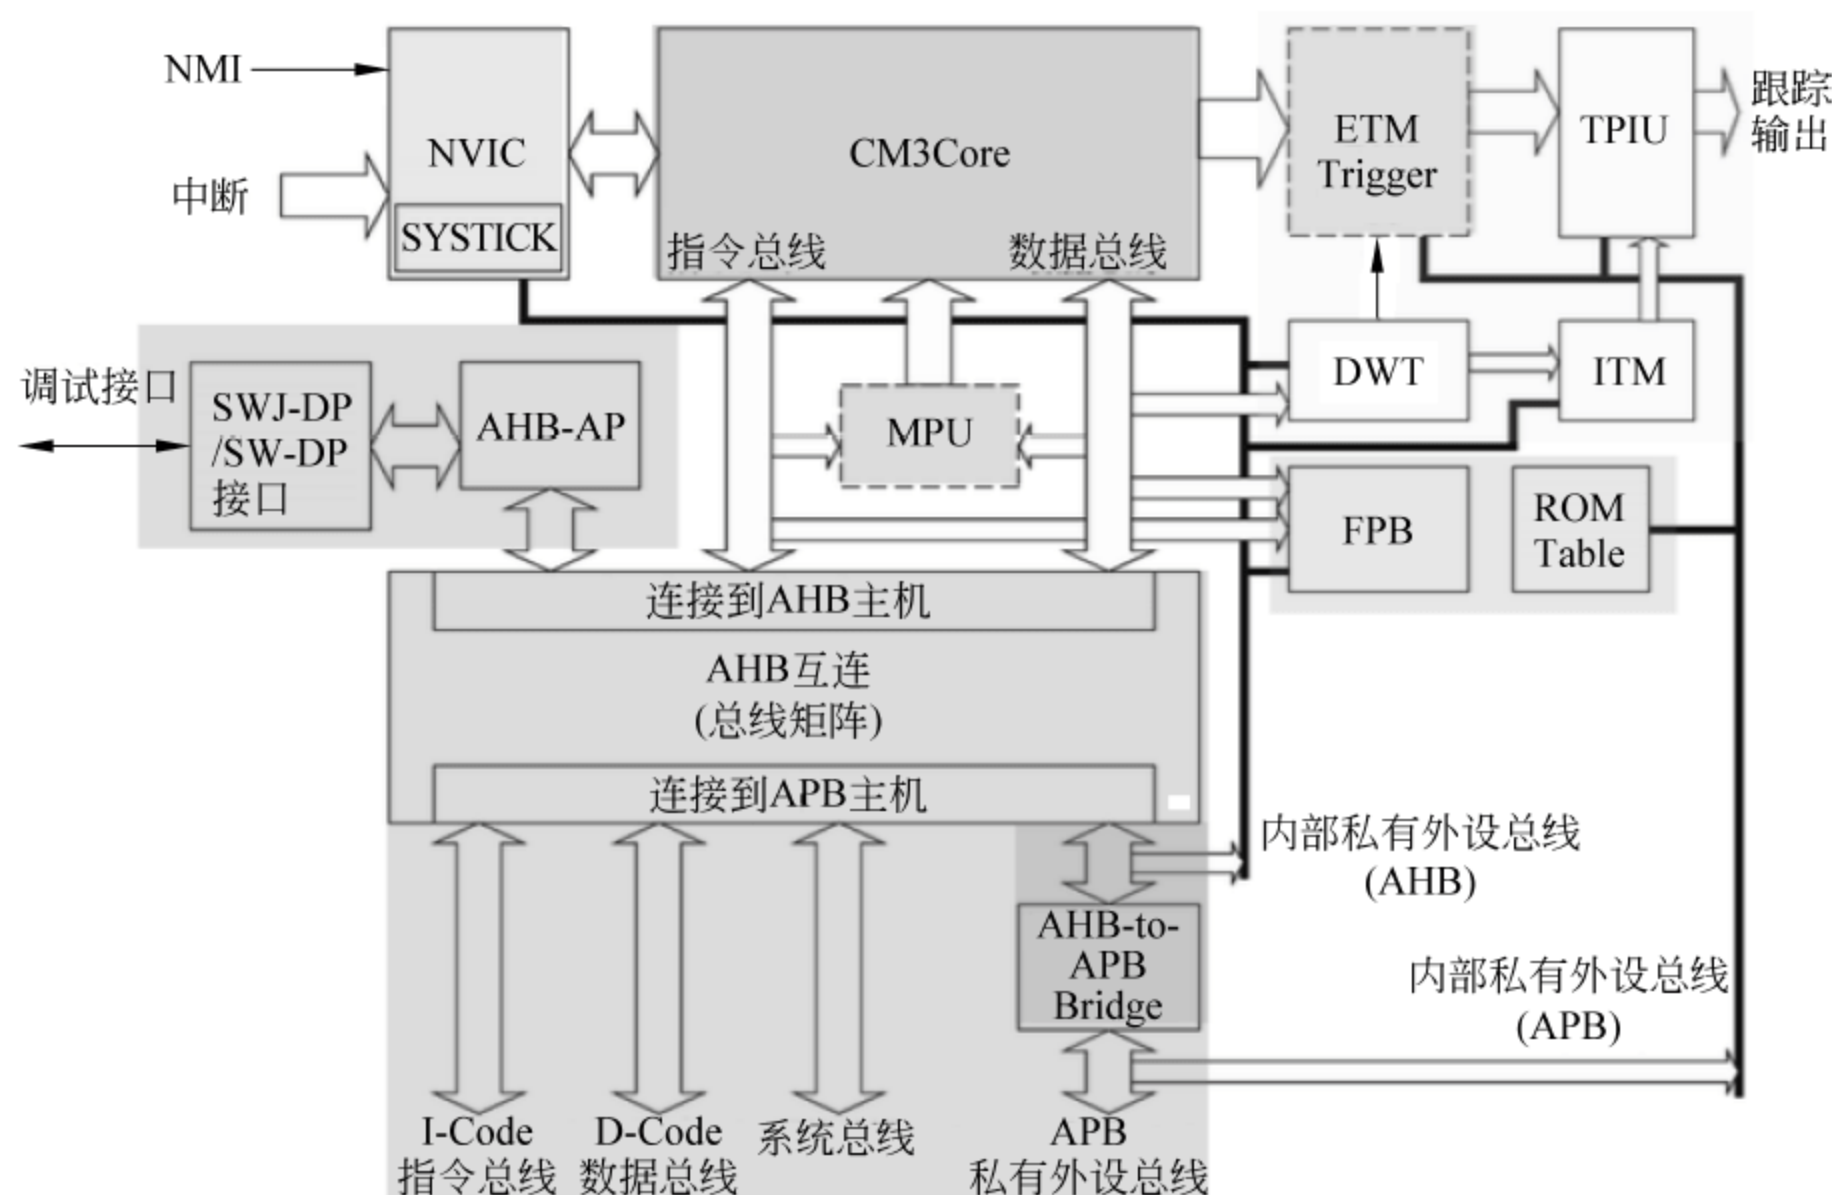 NMI
中断
NVIC
SYSTICK
CM3Core
指令总线
数据总线
ETM
Trigger
TPIU
跟踪
输出
调试接口
SWJ-DP
/SW-DP
接口
AHB-AP
MPU
DWT
ITM
FPB
ROM
Table
连接到AHB主机
AHB互连
(总线矩阵)
连接到APB主机
内部私有外设总线
(AHB)
AHB-to-
APB
Bridge
内部私有外设总线
(APB)
I-Code
指令总线
D-Code
数据总线
系统总线
APB
私有外设总线